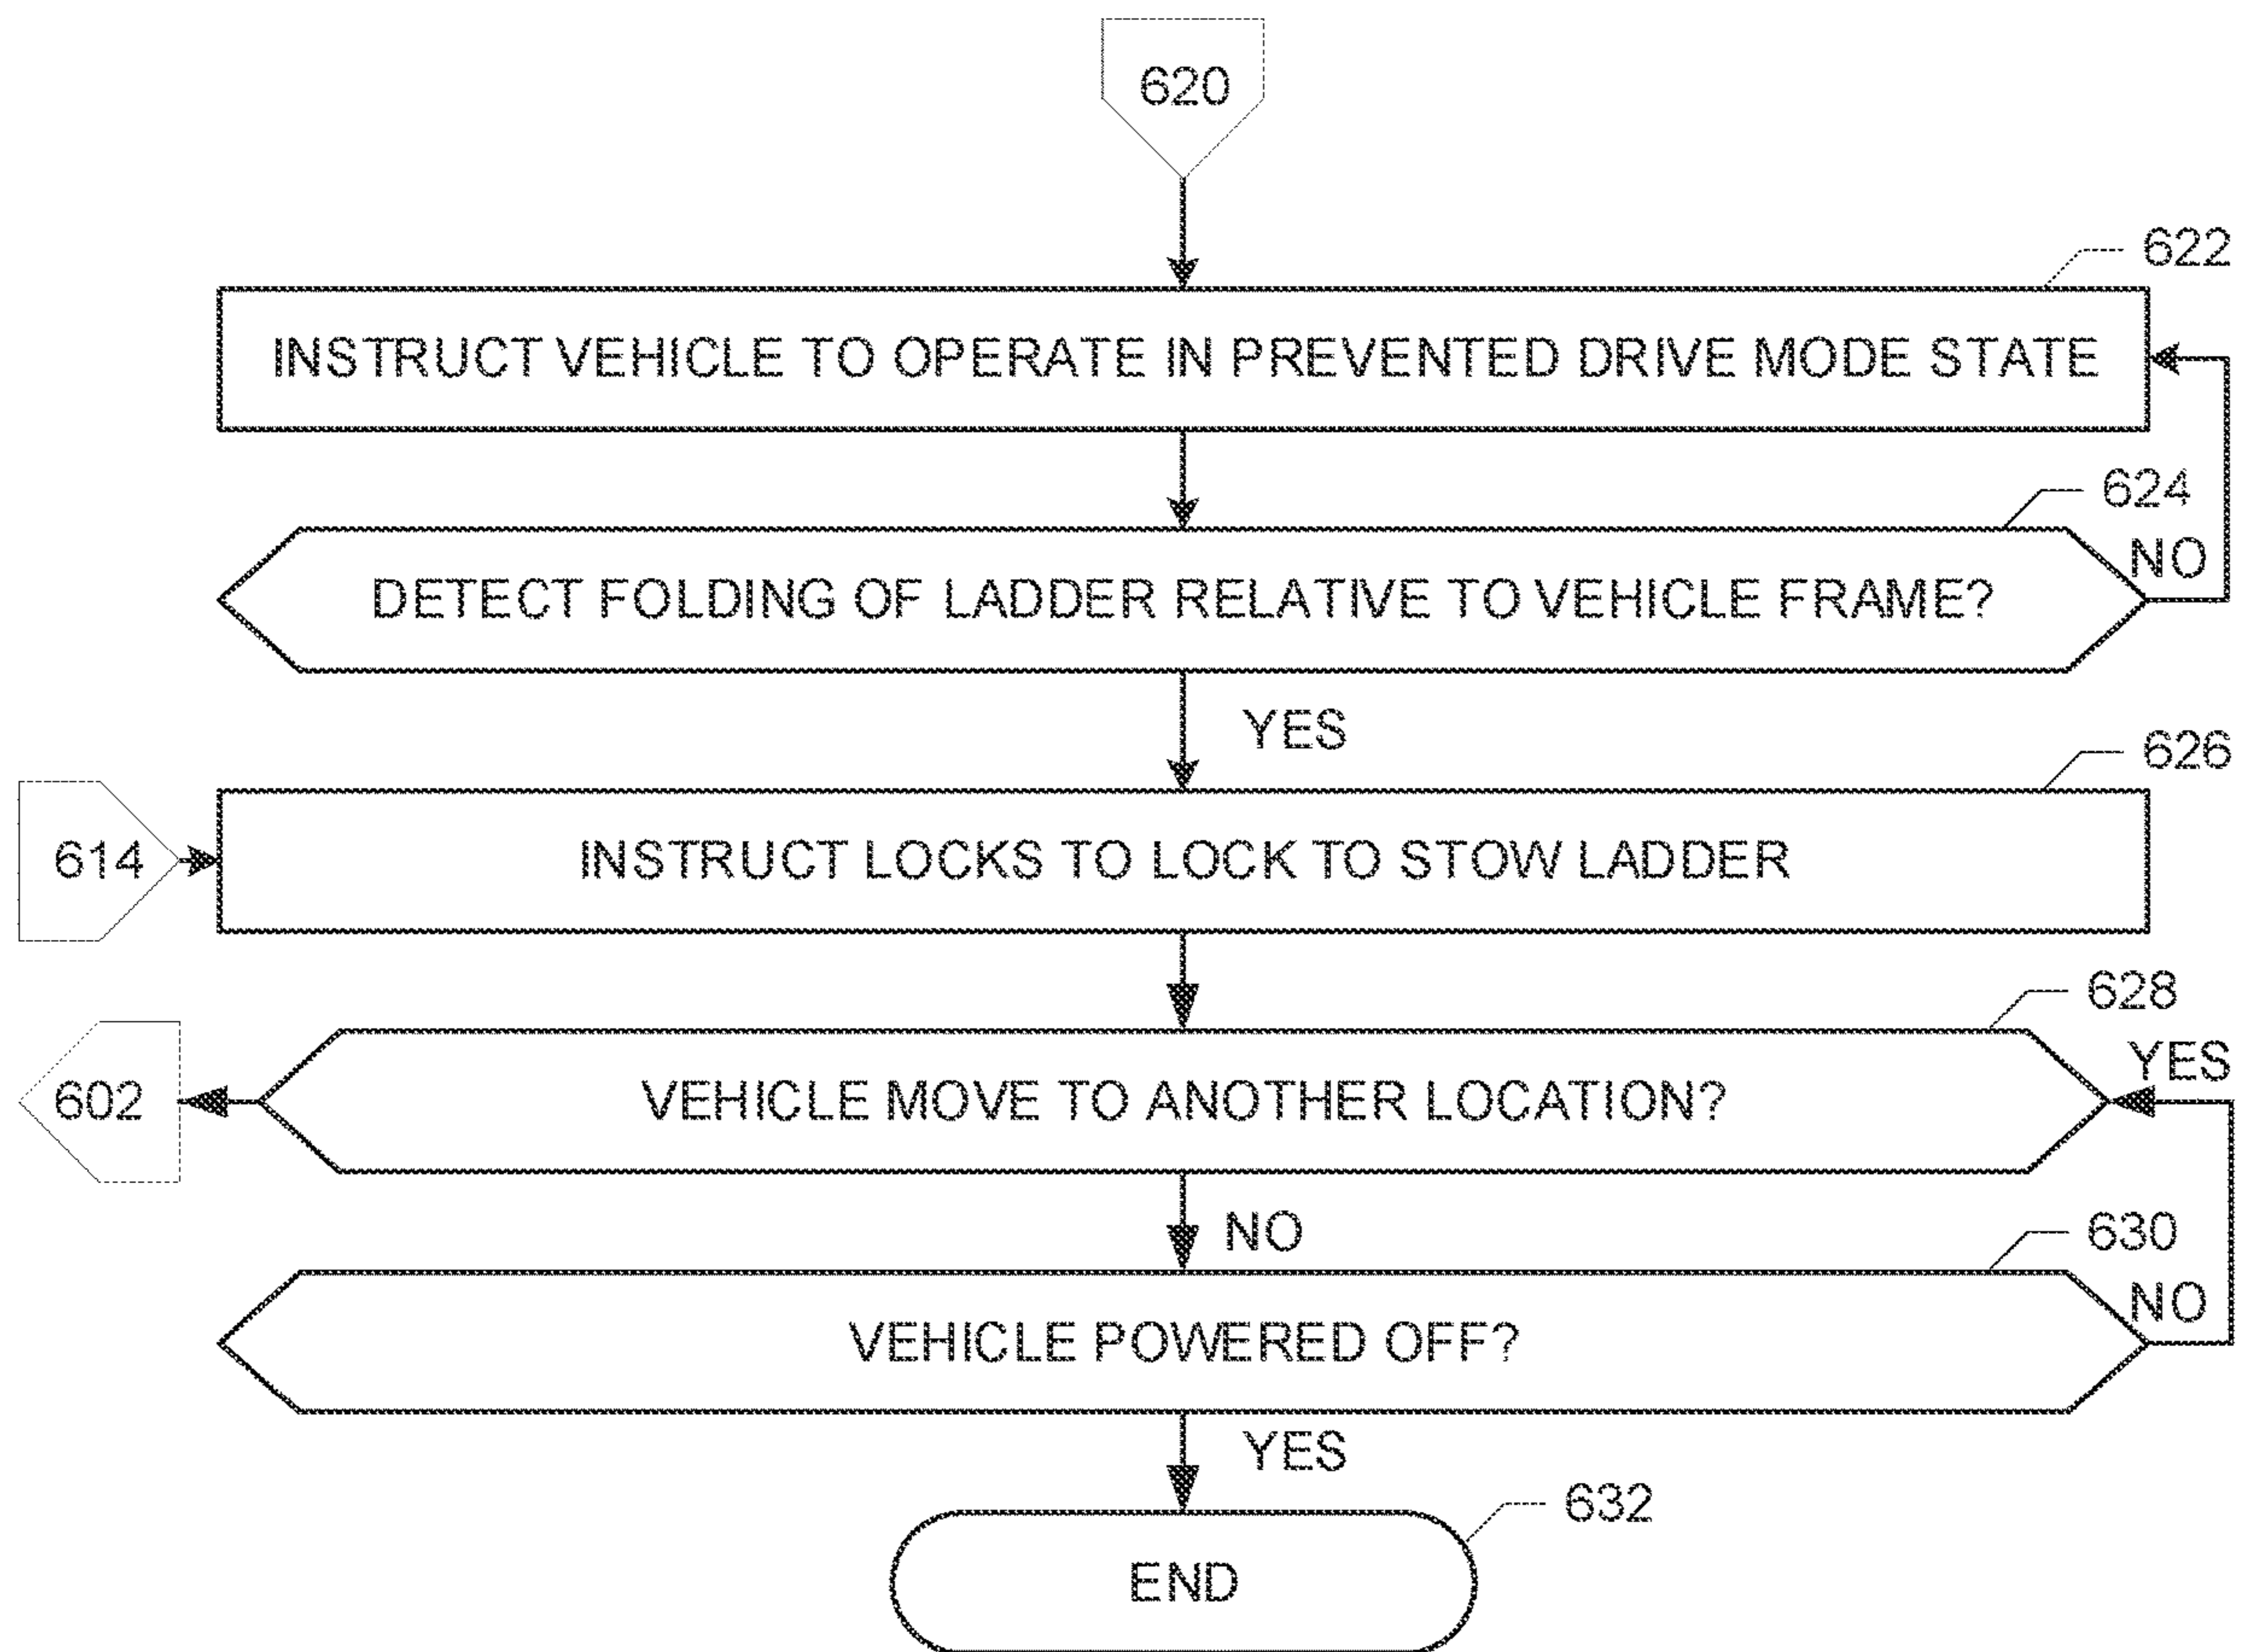 620
622
INSTRUCT VEHICLE TO OPERATE IN PREVENTED DRIVE MODE STATE
624
NO
DETECT FOLDING OF LADDER RELATIVE TO VEHICLE FRAME?
YES
626
614
INSTRUCT LOCKS TO LOCK TO STOW LADDER
628
YES
602
VEHICLE MOVE TO ANOTHER LOCATION?
NO
630
NO
VEHICLE POWERED OFF?
YES
632
END